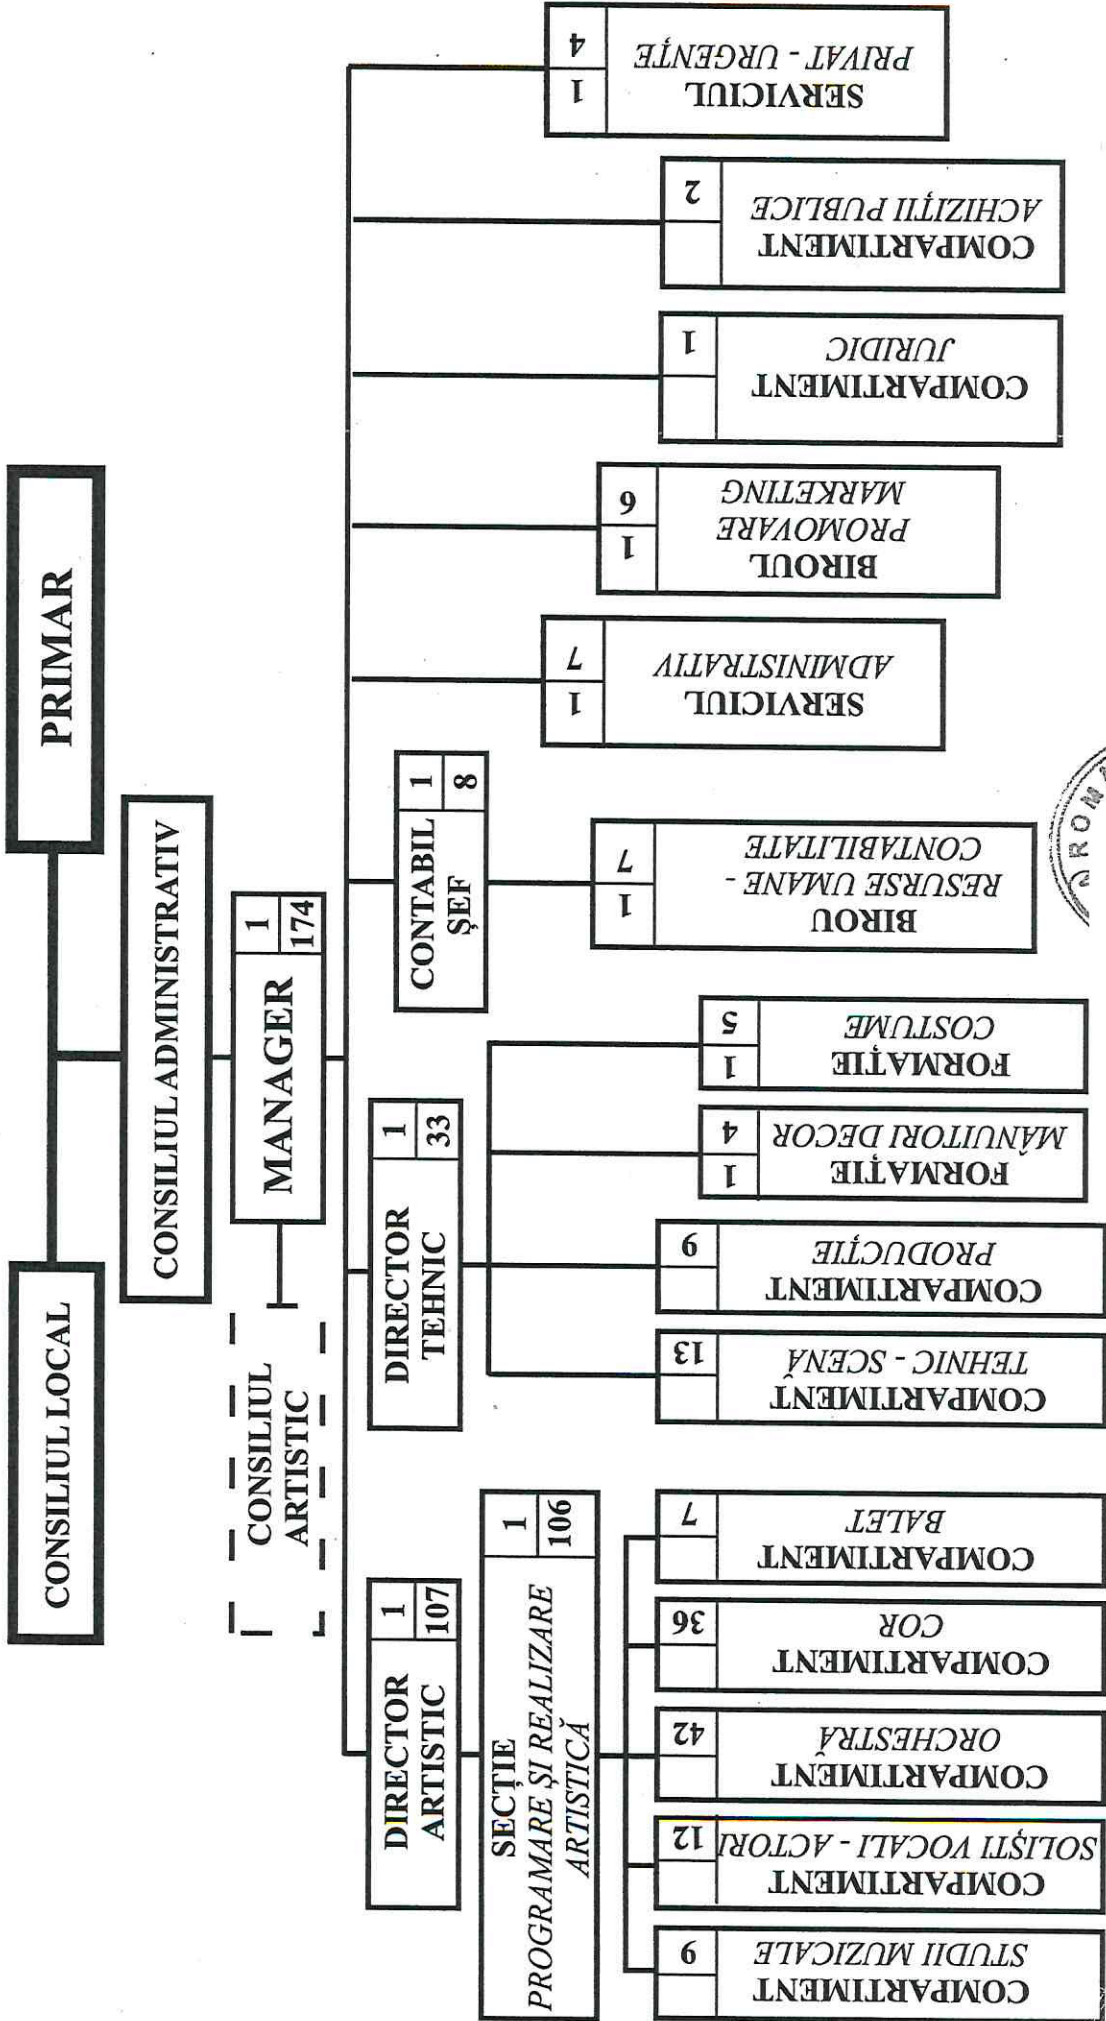 CONSILIUL LOCAL
PRIMAR
CONSILIUL ADMINISTRATIV
CONSILIUL
ARTISTIC
MANAGER
1
174
DIRECTOR
ARTISTIC
1
107
DIRECTOR
TEHNIC
1
33
CONTABIL
ȘEF
1
8
SECȚIE
PROGRAMARE ȘI REALIZARE
ARTISTICĂ
1
106
COMPARTIMENT
STUDII MUZICALE
9
COMPARTIMENT
SOLIȘTI VOCALI - ACTORI
12
COMPARTIMENT
ORCHESTRĂ
42
COMPARTIMENT
COR
36
COMPARTIMENT
BALET
7
COMPARTIMENT
TEHNIC - SCENĂ
13
COMPARTIMENT
PRODUCȚIE
9
FORMAȚIE
MÂNUITORI DECOR
1 4
FORMAȚIE
COSTUME
1 5
BIROU
RESURSE UMANE -
CONTABILITATE
1 7
SERVICIUL
ADMINISTRATIV
1 7
BIROUL
PROMOVARE
MARKETING
1 6
COMPARTIMENT
JURIDIC
1
COMPARTIMENT
ACHIZIȚII PUBLICE
2
SERVICIUL
PRIVAT - URGENȚE
1 4